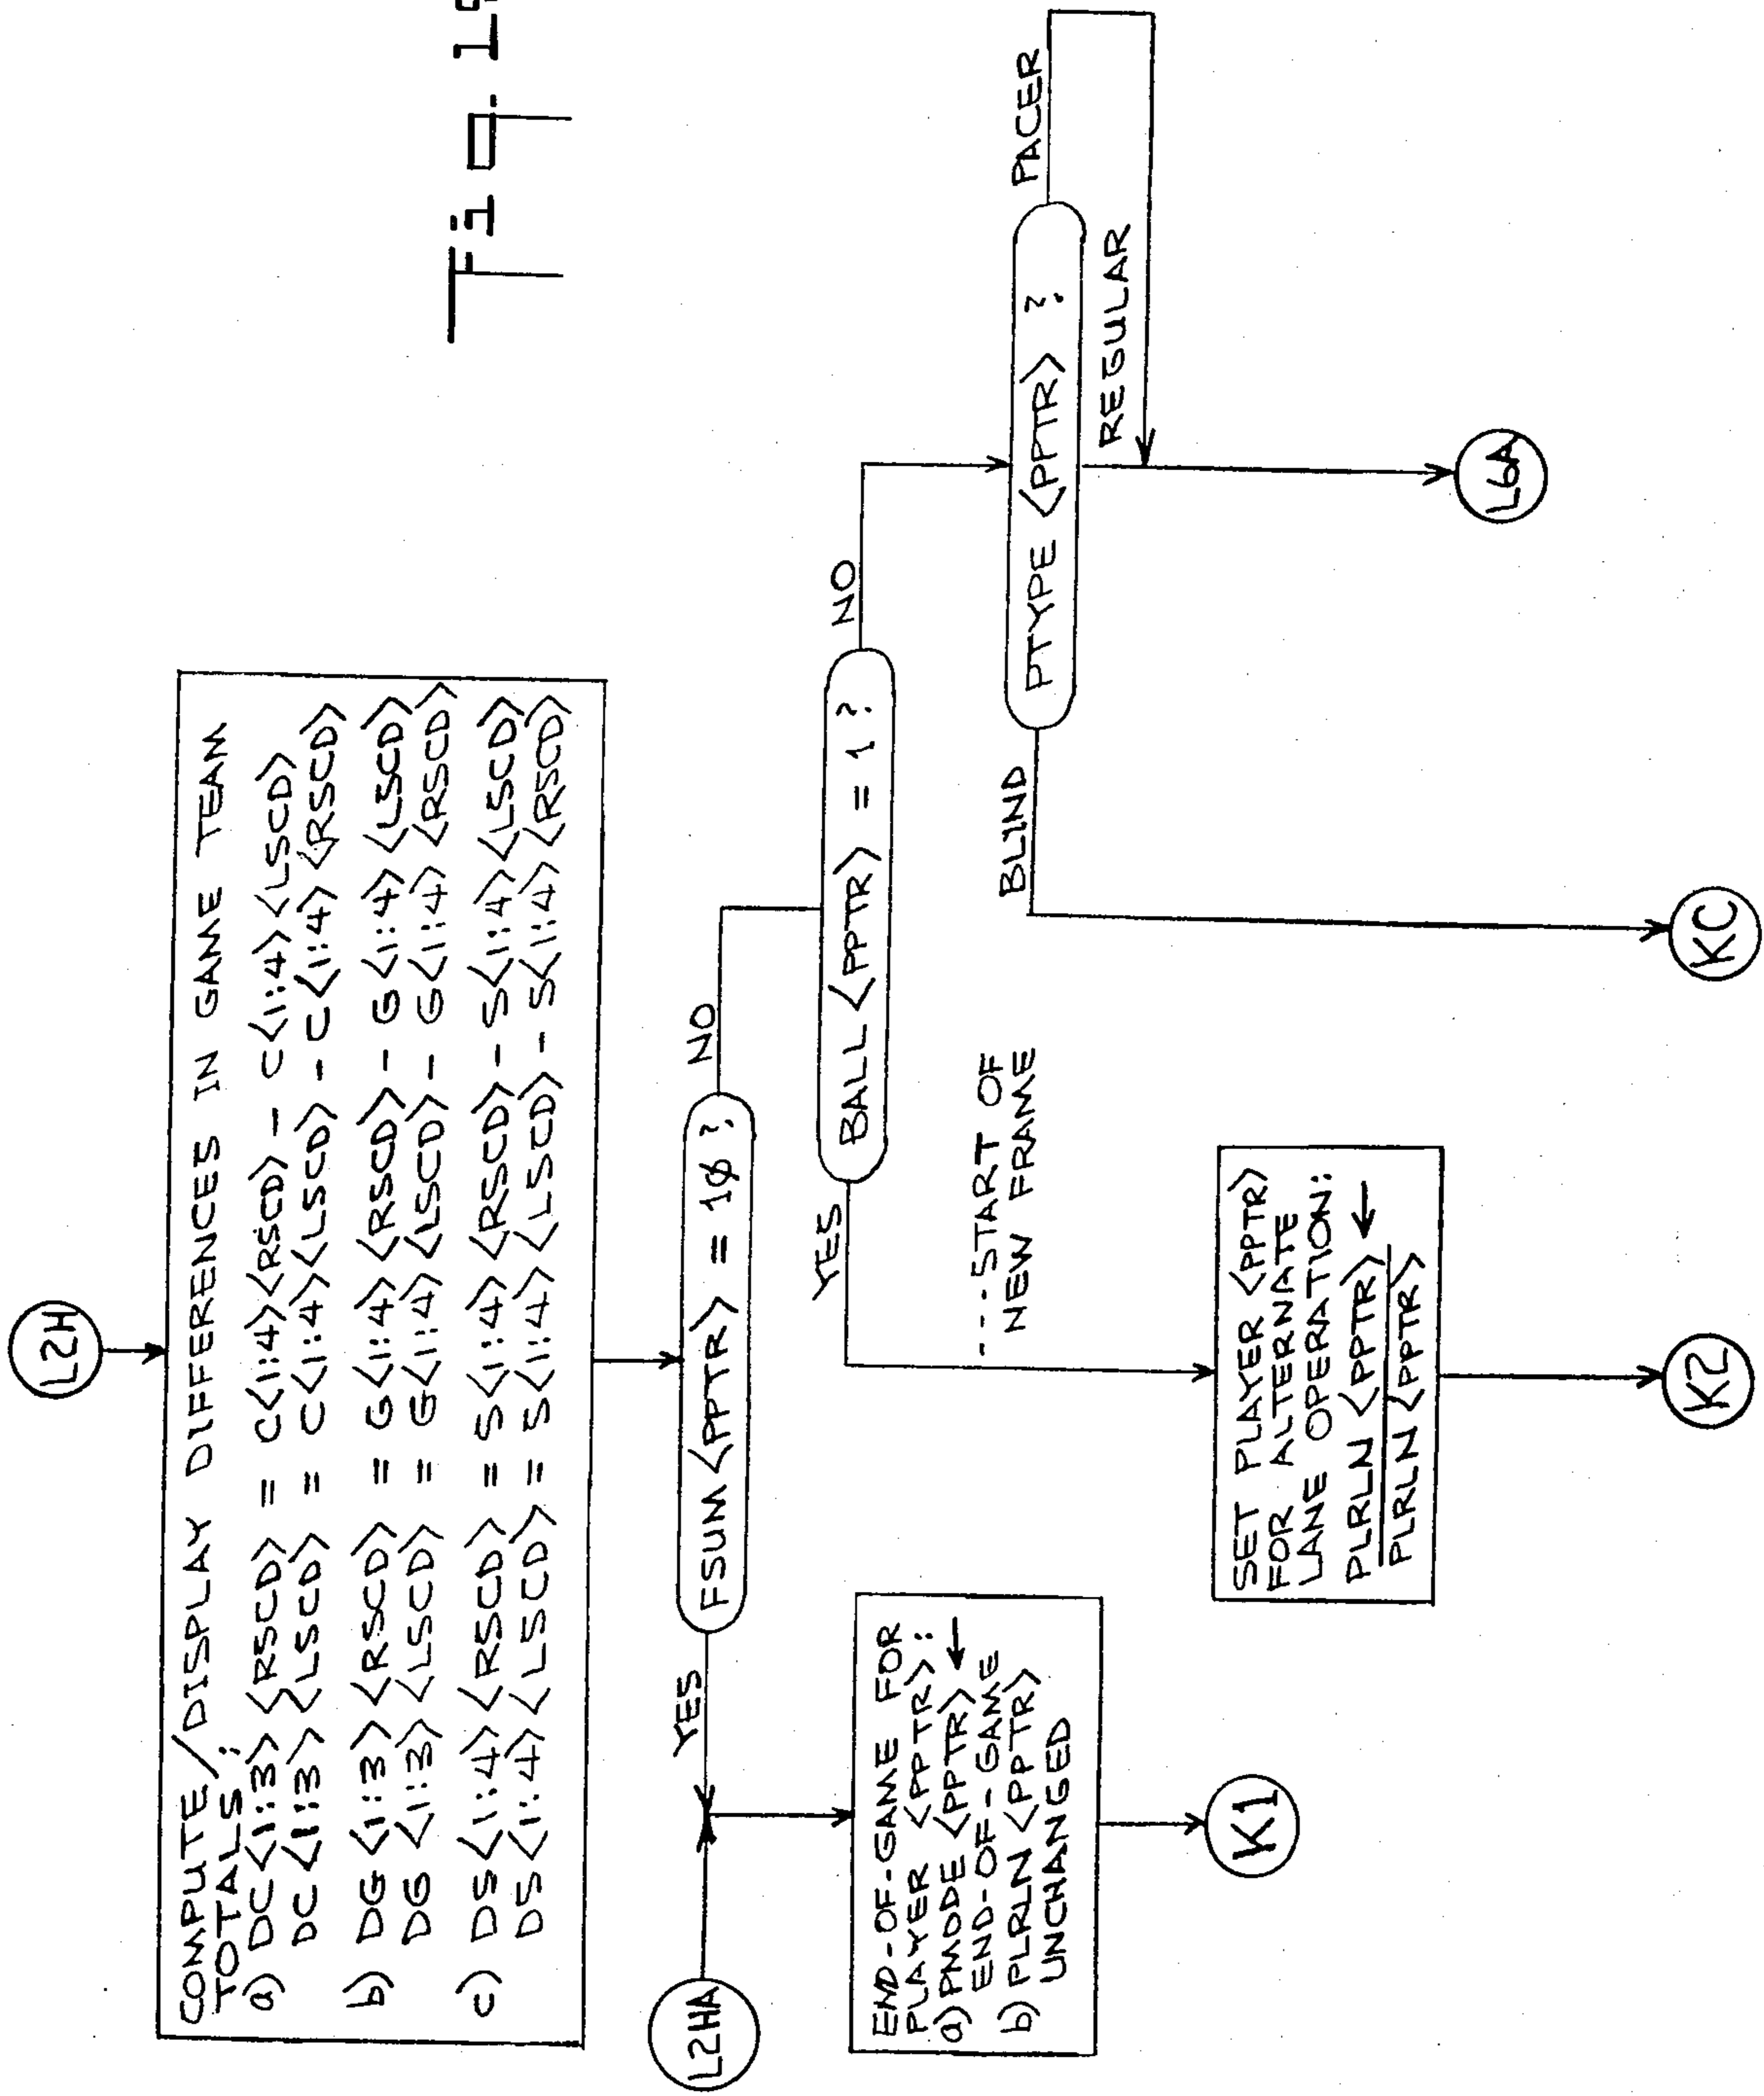 L2H
COMPUTE/DISPLAY DIFFERENCES IN GAME TEAM
TOTALS:
a) DC<1:3><RSCD> = C<1:4><RSCD> - C<1:4><LSCD>
DC<1:3><LSCD> = C<1:4><LSCD> - C<1:4><RSCD>
b) DG<1:3><RSCD> = G<1:4><RSCD> - G<1:4><LSCD>
DG<1:3><LSCD> = G<1:4><LSCD> - G<1:4><RSCD>
c) DS<1:4><RSCD> = S<1:4><RSCD> - S<1:4><LSCD>
DS<1:4><LSCD> = S<1:4><LSCD> - S<1:4><RSCD>
Fig. 19
L2HA
YES
FSUM<PPTR> = 1Ø ?
NO
END-OF-GAME FOR
PLAYER <PPTR>:
a) PMODE<PPTR> ←
END-OF-GAME
b) PLRLN<PPTR>
UNCHANGED
K1
YES
BALL<PPTR> = 1 ?
NO
---START OF
NEW FRAME
SET PLAYER<PPTR>
FOR ALTERNATE
LANE OPERATION:
PLRLN<PPTR> ←
PLRLN<PPTR>
K2
BLIND
PTYPE<PPTR> ?
PACER
REGULAR
KC
L6A